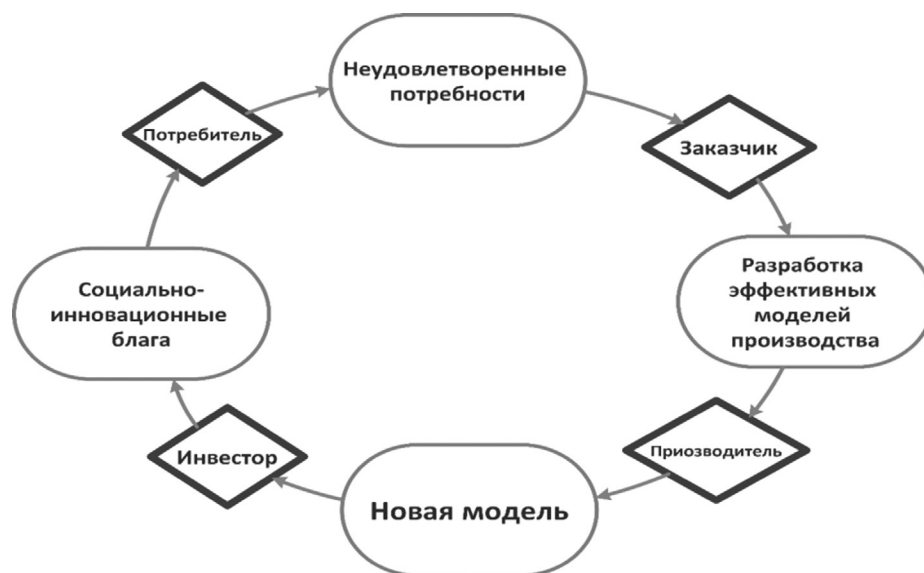 Неудовлетворенные
потребности
Потребитель
Заказчик
Социально-
инновационные
блага
Разработка
эффективных
моделей
производства
Инвестор
Приозводитель
Новая модель